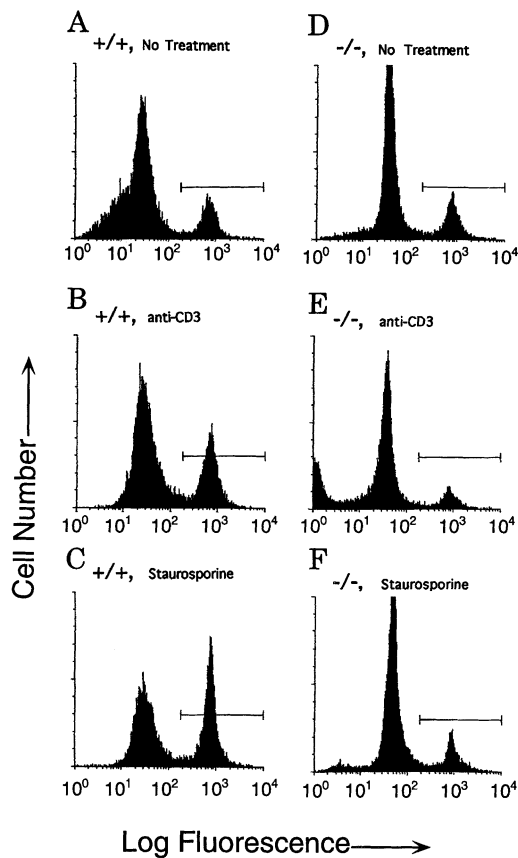 A
+/+, No Treatment
10^0 10^1 10^2 10^3 10^4
D
-/-, No Treatment
10^0 10^1 10^2 10^3 10^4
B
+/+, anti-CD3
10^0 10^1 10^2 10^3 10^4
E
-/-, anti-CD3
10^0 10^1 10^2 10^3 10^4
C
+/+, Staurosporine
10^0 10^1 10^2 10^3 10^4
F
-/-, Staurosporine
10^0 10^1 10^2 10^3 10^4
Cell Number
Log Fluorescence